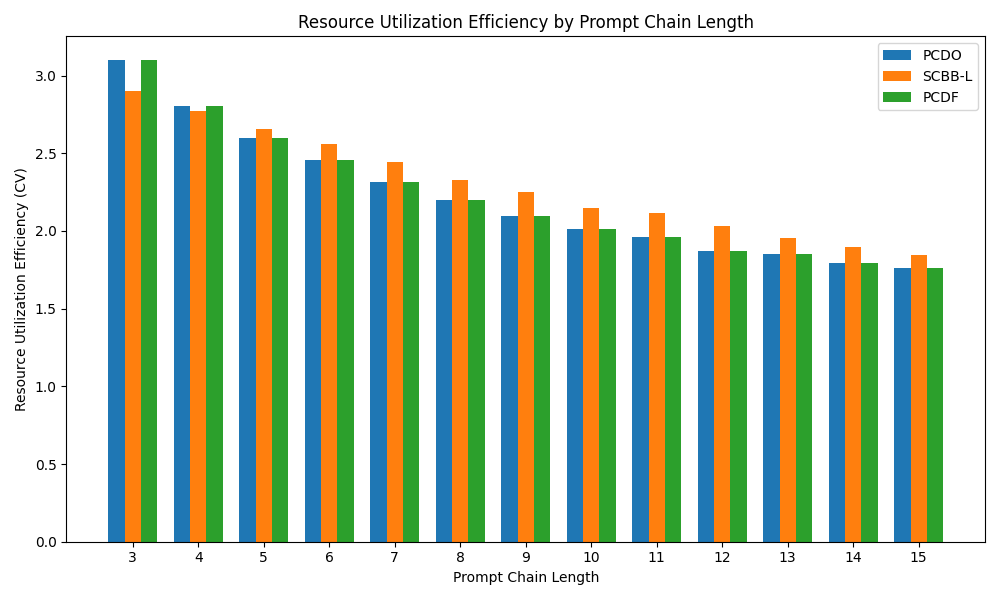 Resource Utilization Efficiency by Prompt Chain Length
PCDO
SCBB-L
PCDF
Resource Utilization Efficiency (CV)
3.0
2.5
2.0
1.5
1.0
0.5
0.0
3 4 5 6 7 8 9 10 11 12 13 14 15
Prompt Chain Length